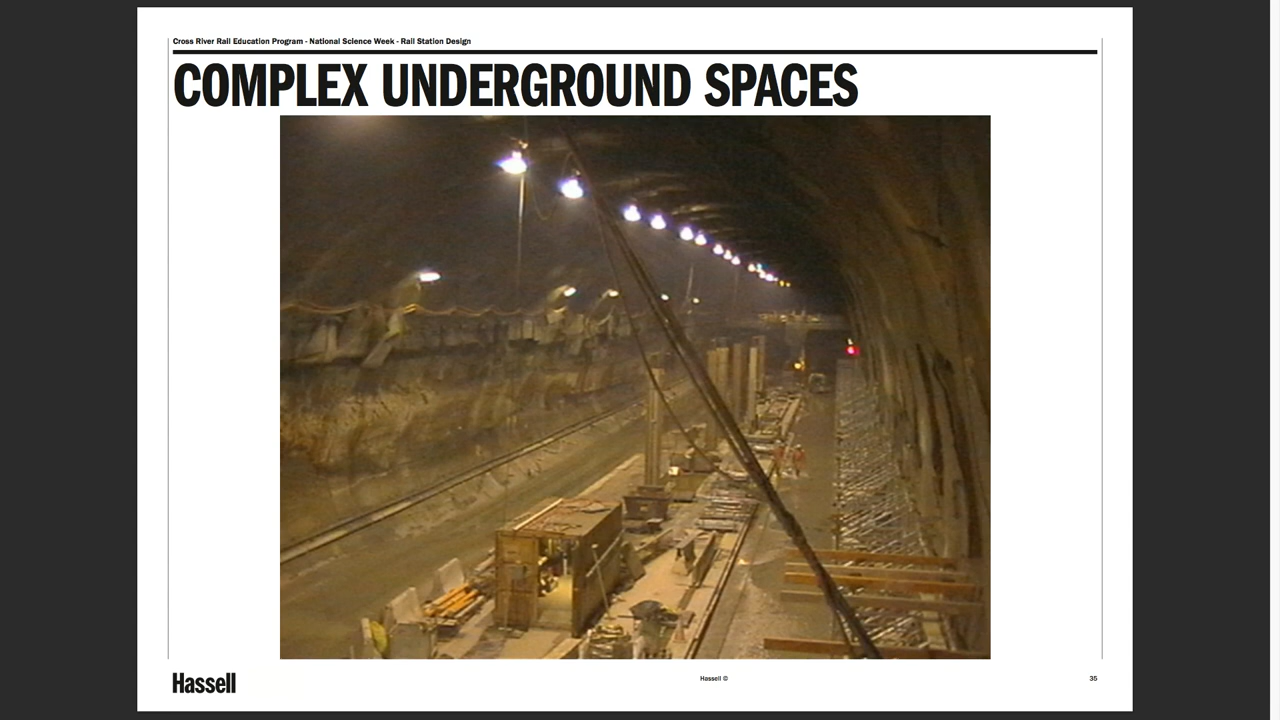 Cross River Rail Education Program - National Science Week - Rail Station Design
COMPLEX UNDERGROUND SPACES
Hassell
Hassell ©
35